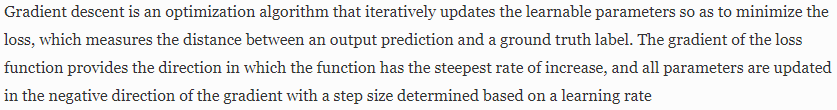 Gradient descent is an optimization algorithm that iteratively updates the learnable parameters so as to minimize the
loss, which measures the distance between an output prediction and a ground truth label. The gradient of the loss
function provides the direction in which the function has the steepest rate of increase, and all parameters are updated
in the negative direction of the gradient with a step size determined based on a learning rate